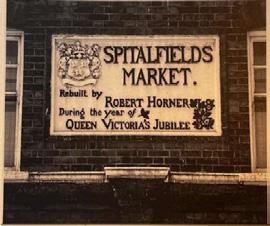 SPITALFIELDS
MARKET.
Rebuilt by
ROBERT HORNER
During the year of
QUEEN VICTORIA'S JUBILEE